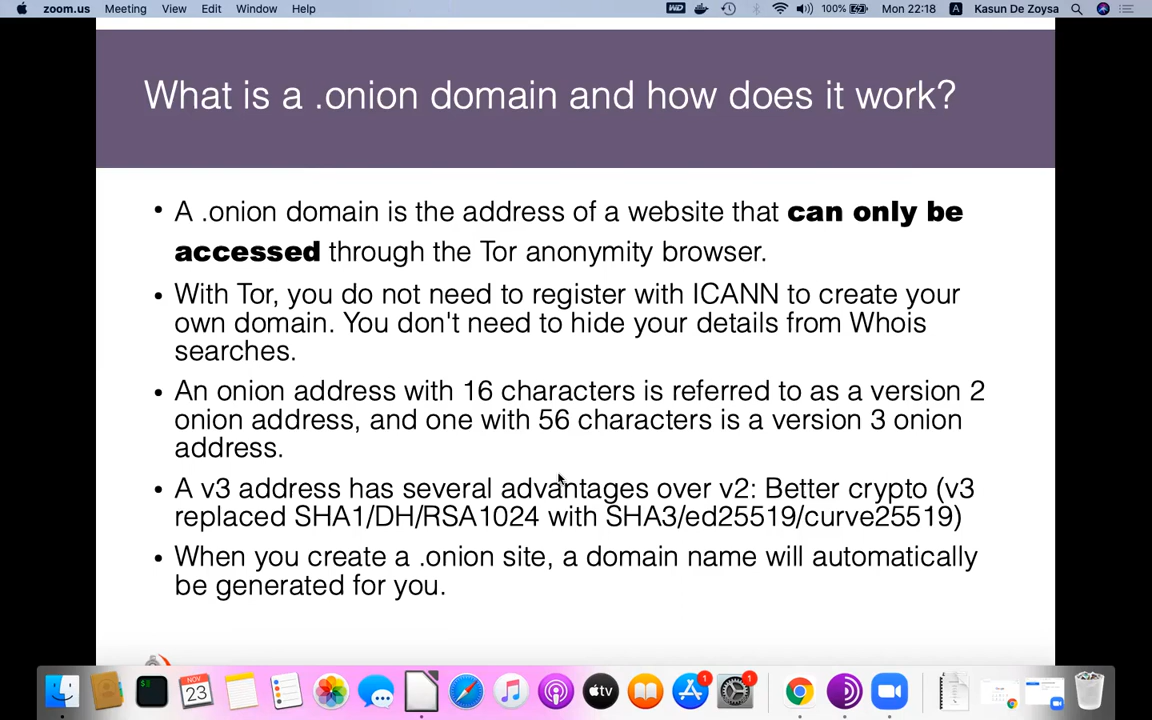 zoom.us Meeting View Edit Window Help WD 100% Mon 22:18 A Kasun De Zoysa
What is a .onion domain and how does it work?
• A .onion domain is the address of a website that can only be
accessed through the Tor anonymity browser.
• With Tor, you do not need to register with ICANN to create your
own domain. You don't need to hide your details from Whois
searches.
• An onion address with 16 characters is referred to as a version 2
onion address, and one with 56 characters is a version 3 onion
address.
• A v3 address has several advantages over v2: Better crypto (v3
replaced SHA1/DH/RSA1024 with SHA3/ed25519/curve25519)
• When you create a .onion site, a domain name will automatically
be generated for you.
NOV
23
tv
1
1